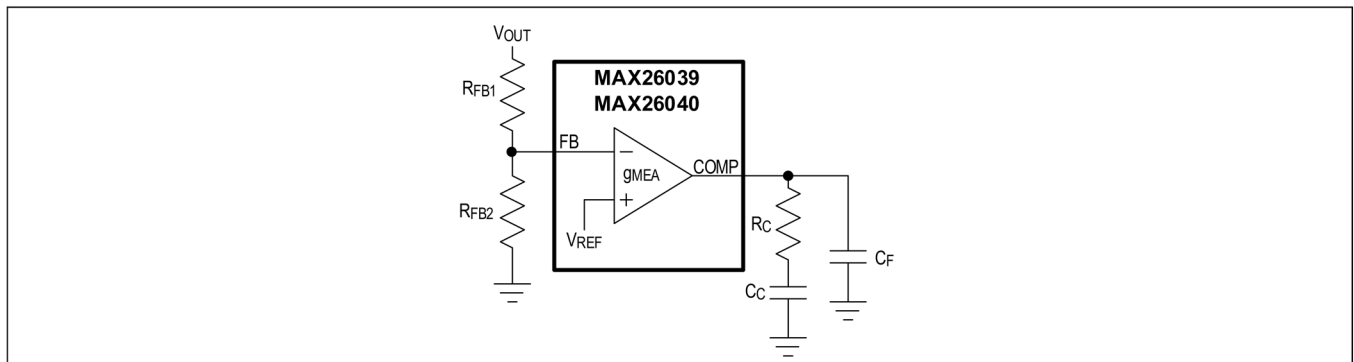 VOUT
RFB1
MAX26039
MAX26040
FB
−
COMP
gMEA
+
RFB2
VREF
RC
CF
CC